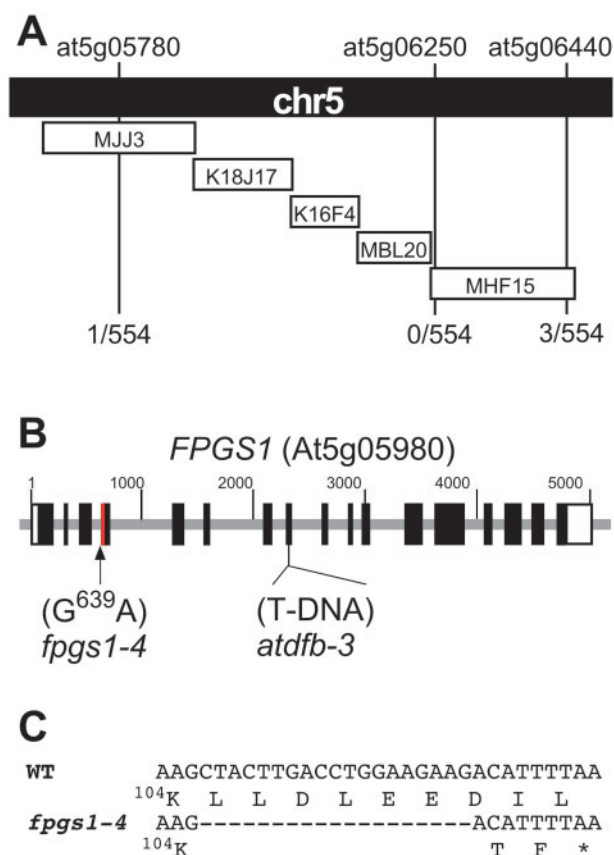 A
at5g05780 at5g06250 at5g06440
chr5
MJJ3
K18J17
K16F4
MBL20
MHF15
1/554 0/554 3/554
B
FPGS1 (At5g05980)
1 1000 2000 3000 4000 5000
(G639A) (T-DNA)
fpgs1-4 atdfb-3
C
WT AAGCTACTTGACCTGGAAGAAGACATTTTAA
104K L L D L E E D I L
fpgs1-4 AAG--------------------ACATTTTAA
104K T F *